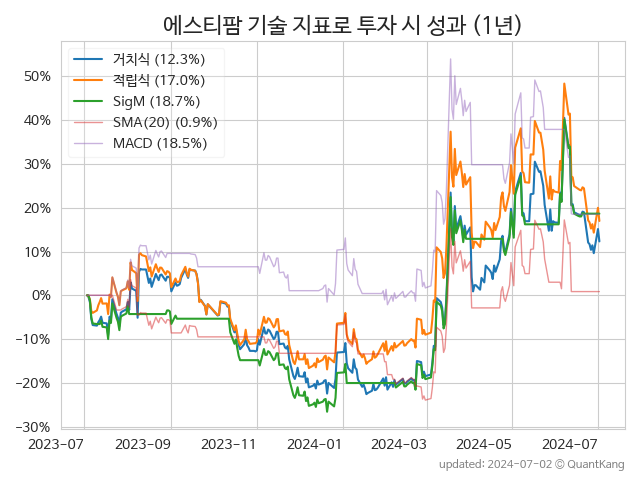 에스티팜 기술 지표로 투자 시 성과 (1년)
거치식 (12.3%)
적립식 (17.0%)
SigM (18.7%)
SMA(20) (0.9%)
MACD (18.5%)
50%
40%
30%
20%
10%
0%
−10%
−20%
−30%
2023-07
2023-09
2023-11
2024-01
2024-03
2024-05
2024-07
updated: 2024-07-02 © QuantKang